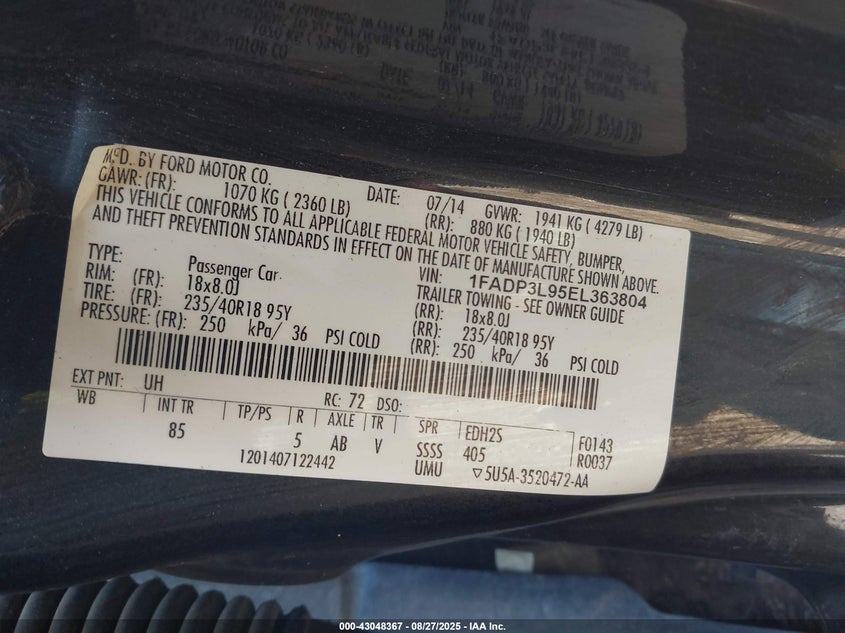 MFD. BY FORD MOTOR CO.
DATE: 07/14 GVWR: 1941 KG ( 4279 LB)
GAWR: (FR): 1070 KG ( 2360 LB) (RR): 880 KG ( 1940 LB)
THIS VEHICLE CONFORMS TO ALL APPLICABLE FEDERAL MOTOR VEHICLE SAFETY, BUMPER,
AND THEFT PREVENTION STANDARDS IN EFFECT ON THE DATE OF MANUFACTURE SHOWN ABOVE.
VIN: 1FADP3L95EL363804
TYPE: Passenger Car TRAILER TOWING - SEE OWNER GUIDE
RIM: (FR): 18x8.0J (RR): 18x8.0J
TIRE: (FR): 235/40R18 95Y (RR): 235/40R18 95Y
PRESSURE: (FR): 250 kPa/ 36 PSI COLD (RR): 250 kPa/ 36 PSI COLD
EXT PNT: UH RC: 72 DSO:
WB INT TR TP/PS R AXLE TR SPR EDH2S F0143
85 5 AB V SSSS 405 R0037
1201407122442 UMU ▽5U5A-3520472-AA
000-43048367 - 08/27/2025 - IAA Inc.